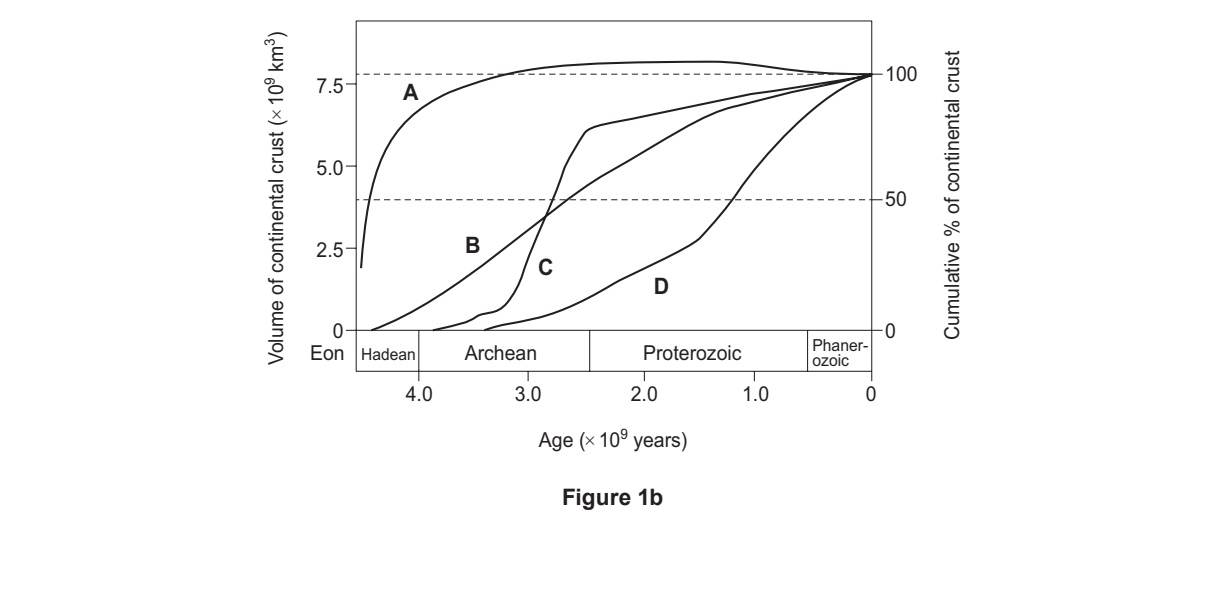 Volume of continental crust (× 10⁹ km³)
7.5
5.0
2.5
0
A
B
C
D
100
50
0
Cumulative % of continental crust
Eon
Hadean
Archean
Proterozoic
Phaner-
ozoic
4.0
3.0
2.0
1.0
0
Age (× 10⁹ years)
Figure 1b